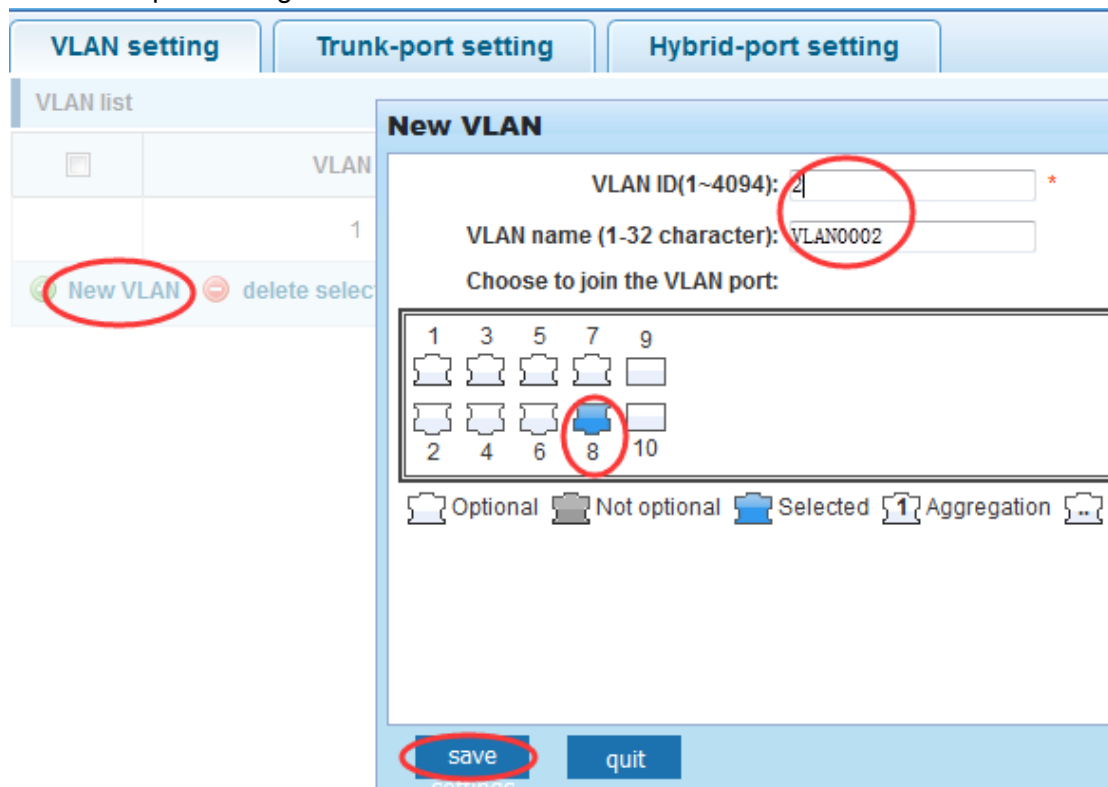 VLAN setting Trunk-port setting Hybrid-port setting
VLAN list
New VLAN
VLAN
VLAN ID(1~4094): 2 *
1
VLAN name (1-32 character): VLAN0002
New VLAN delete selec
Choose to join the VLAN port:
1 3 5 7 9
2 4 6 8 10
Optional Not optional Selected 1 Aggregation ..
save quit